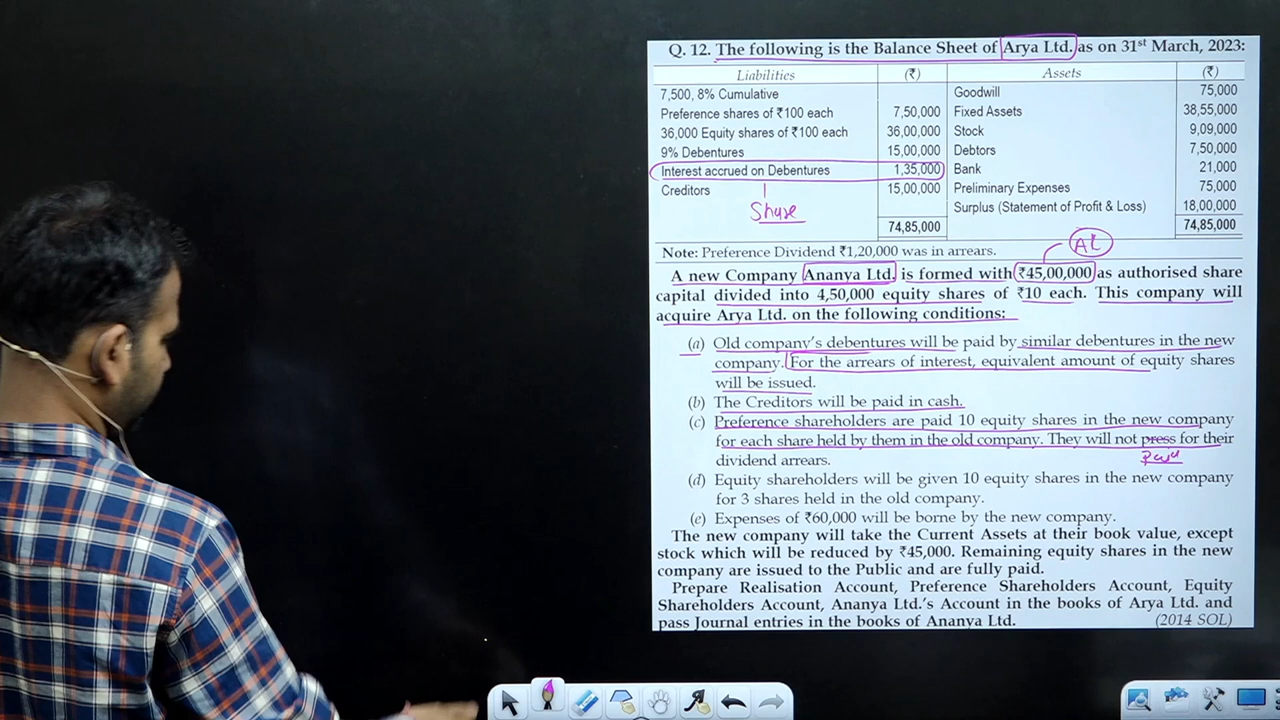 Q. 12. The following is the Balance Sheet of Arya Ltd. as on 31st March, 2023:
Liabilities (₹) Assets (₹)
7,500, 8% Cumulative Goodwill 75,000
Preference shares of ₹100 each 7,50,000 Fixed Assets 38,55,000
36,000 Equity shares of ₹100 each 36,00,000 Stock 9,09,000
9% Debentures 15,00,000 Debtors 7,50,000
Interest accrued on Debentures 1,35,000 Bank 21,000
Creditors 15,00,000 Preliminary Expenses 75,000
Share Surplus (Statement of Profit & Loss) 18,00,000
74,85,000 74,85,000
Note: Preference Dividend ₹1,20,000 was in arrears.
A new Company Ananya Ltd. is formed with ₹45,00,000 as authorised share
capital divided into 4,50,000 equity shares of ₹10 each. This company will
acquire Arya Ltd. on the following conditions:
(a) Old company's debentures will be paid by similar debentures in the new
company. For the arrears of interest, equivalent amount of equity shares
will be issued.
(b) The Creditors will be paid in cash.
(c) Preference shareholders are paid 10 equity shares in the new company
for each share held by them in the old company. They will not press for their
dividend arrears. Paid
(d) Equity shareholders will be given 10 equity shares in the new company
for 3 shares held in the old company.
(e) Expenses of ₹60,000 will be borne by the new company.
The new company will take the Current Assets at their book value, except
stock which will be reduced by ₹45,000. Remaining equity shares in the new
company are issued to the Public and are fully paid.
Prepare Realisation Account, Preference Shareholders Account, Equity
Shareholders Account, Ananya Ltd.'s Account in the books of Arya Ltd. and
pass Journal entries in the books of Ananya Ltd. (2014 SOL)